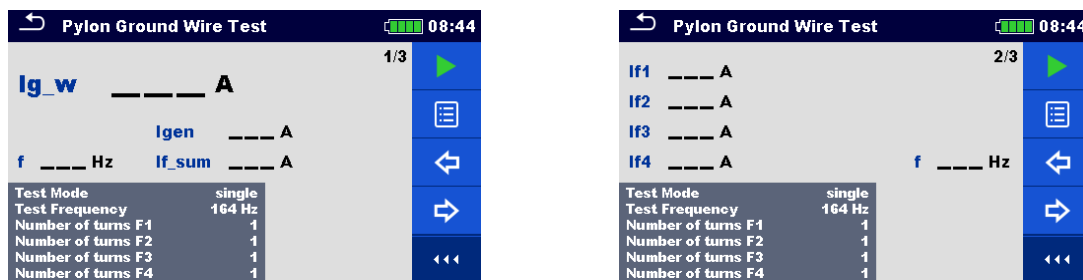 Pylon Ground Wire Test 08:44
1/3
Ig_w ___ A
Igen ___ A
f ___ Hz If_sum ___ A
Test Mode single
Test Frequency 164 Hz
Number of turns F1 1
Number of turns F2 1
Number of turns F3 1
Number of turns F4 1
Pylon Ground Wire Test 08:44
2/3
If1 ___ A
If2 ___ A
If3 ___ A
If4 ___ A f ___ Hz
Test Mode single
Test Frequency 164 Hz
Number of turns F1 1
Number of turns F2 1
Number of turns F3 1
Number of turns F4 1